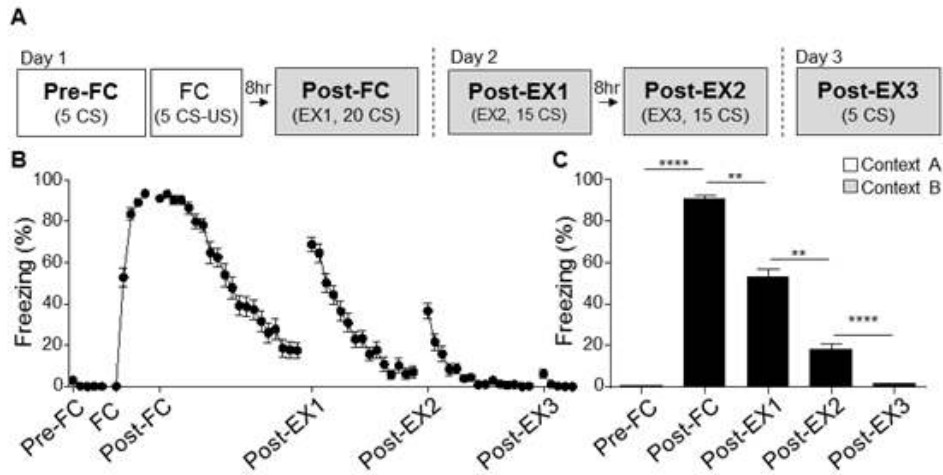 A
Day 1
Day 2
Day 3
Pre-FC
(5 CS)
FC
(5 CS-US)
8hr
Post-FC
(EX1, 20 CS)
Post-EX1
(EX2, 15 CS)
8hr
Post-EX2
(EX3, 15 CS)
Post-EX3
(5 CS)
B
Freezing (%)
100
80
60
40
20
0
Pre-FC
FC
Post-FC
Post-EX1
Post-EX2
Post-EX3
C
Context A
Context B
****
**
**
****
Freezing (%)
100
80
60
40
20
0
Pre-FC
Post-FC
Post-EX1
Post-EX2
Post-EX3